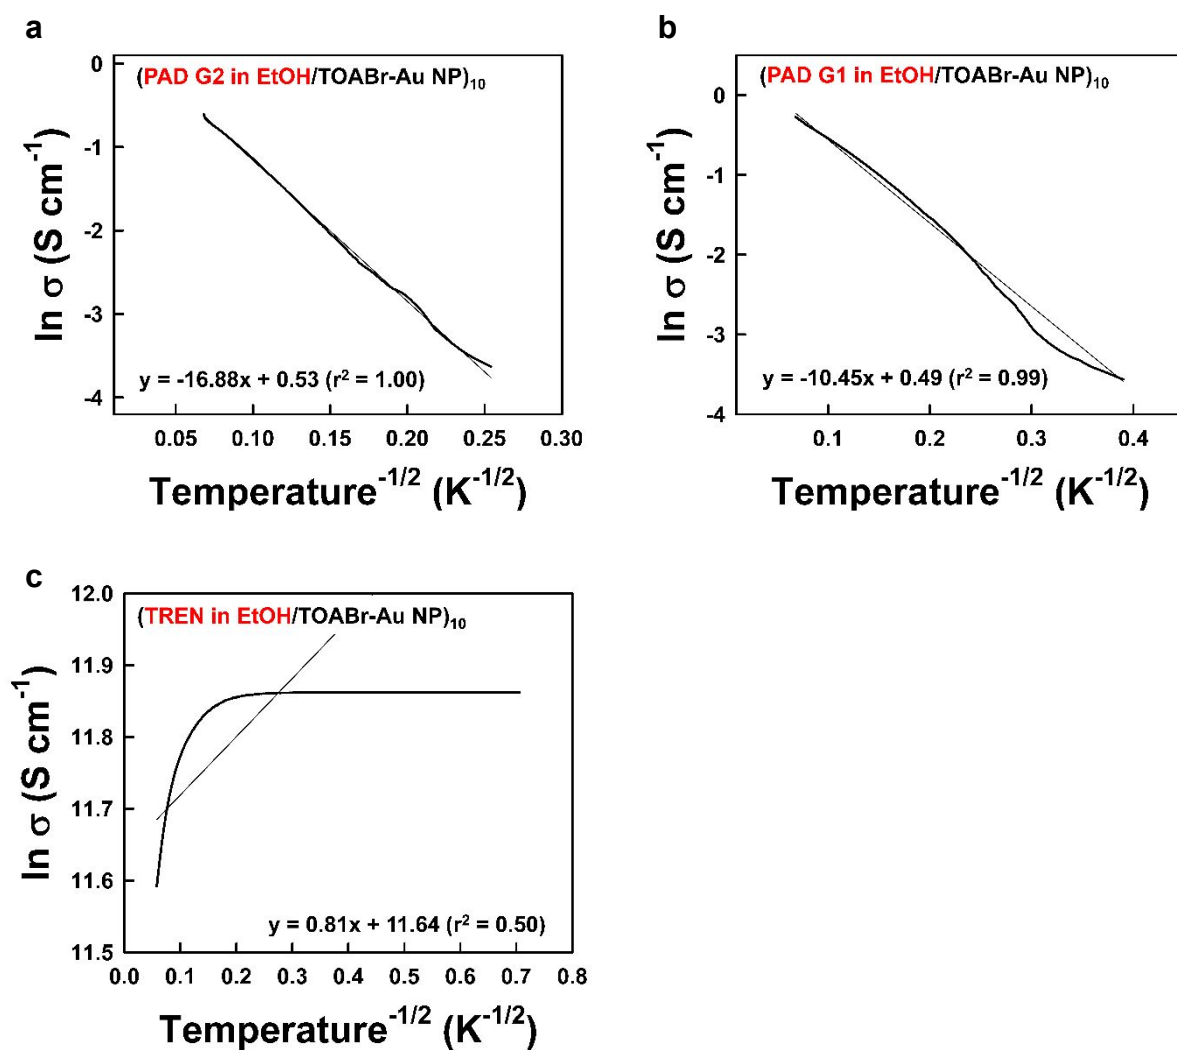 a
(PAD G2 in EtOH/TOABr-Au NP)₁₀
0
-1
-2
-3
-4
ln σ (S cm⁻¹)
y = -16.88x + 0.53 (r² = 1.00)
0.05 0.10 0.15 0.20 0.25 0.30
Temperature⁻¹/² (K⁻¹/²)
b
(PAD G1 in EtOH/TOABr-Au NP)₁₀
0
-1
-2
-3
-4
ln σ (S cm⁻¹)
y = -10.45x + 0.49 (r² = 0.99)
0.1 0.2 0.3 0.4
Temperature⁻¹/² (K⁻¹/²)
c
(TREN in EtOH/TOABr-Au NP)₁₀
12.0
11.9
11.8
11.7
11.6
11.5
ln σ (S cm⁻¹)
y = 0.81x + 11.64 (r² = 0.50)
0.0 0.1 0.2 0.3 0.4 0.5 0.6 0.7 0.8
Temperature⁻¹/² (K⁻¹/²)